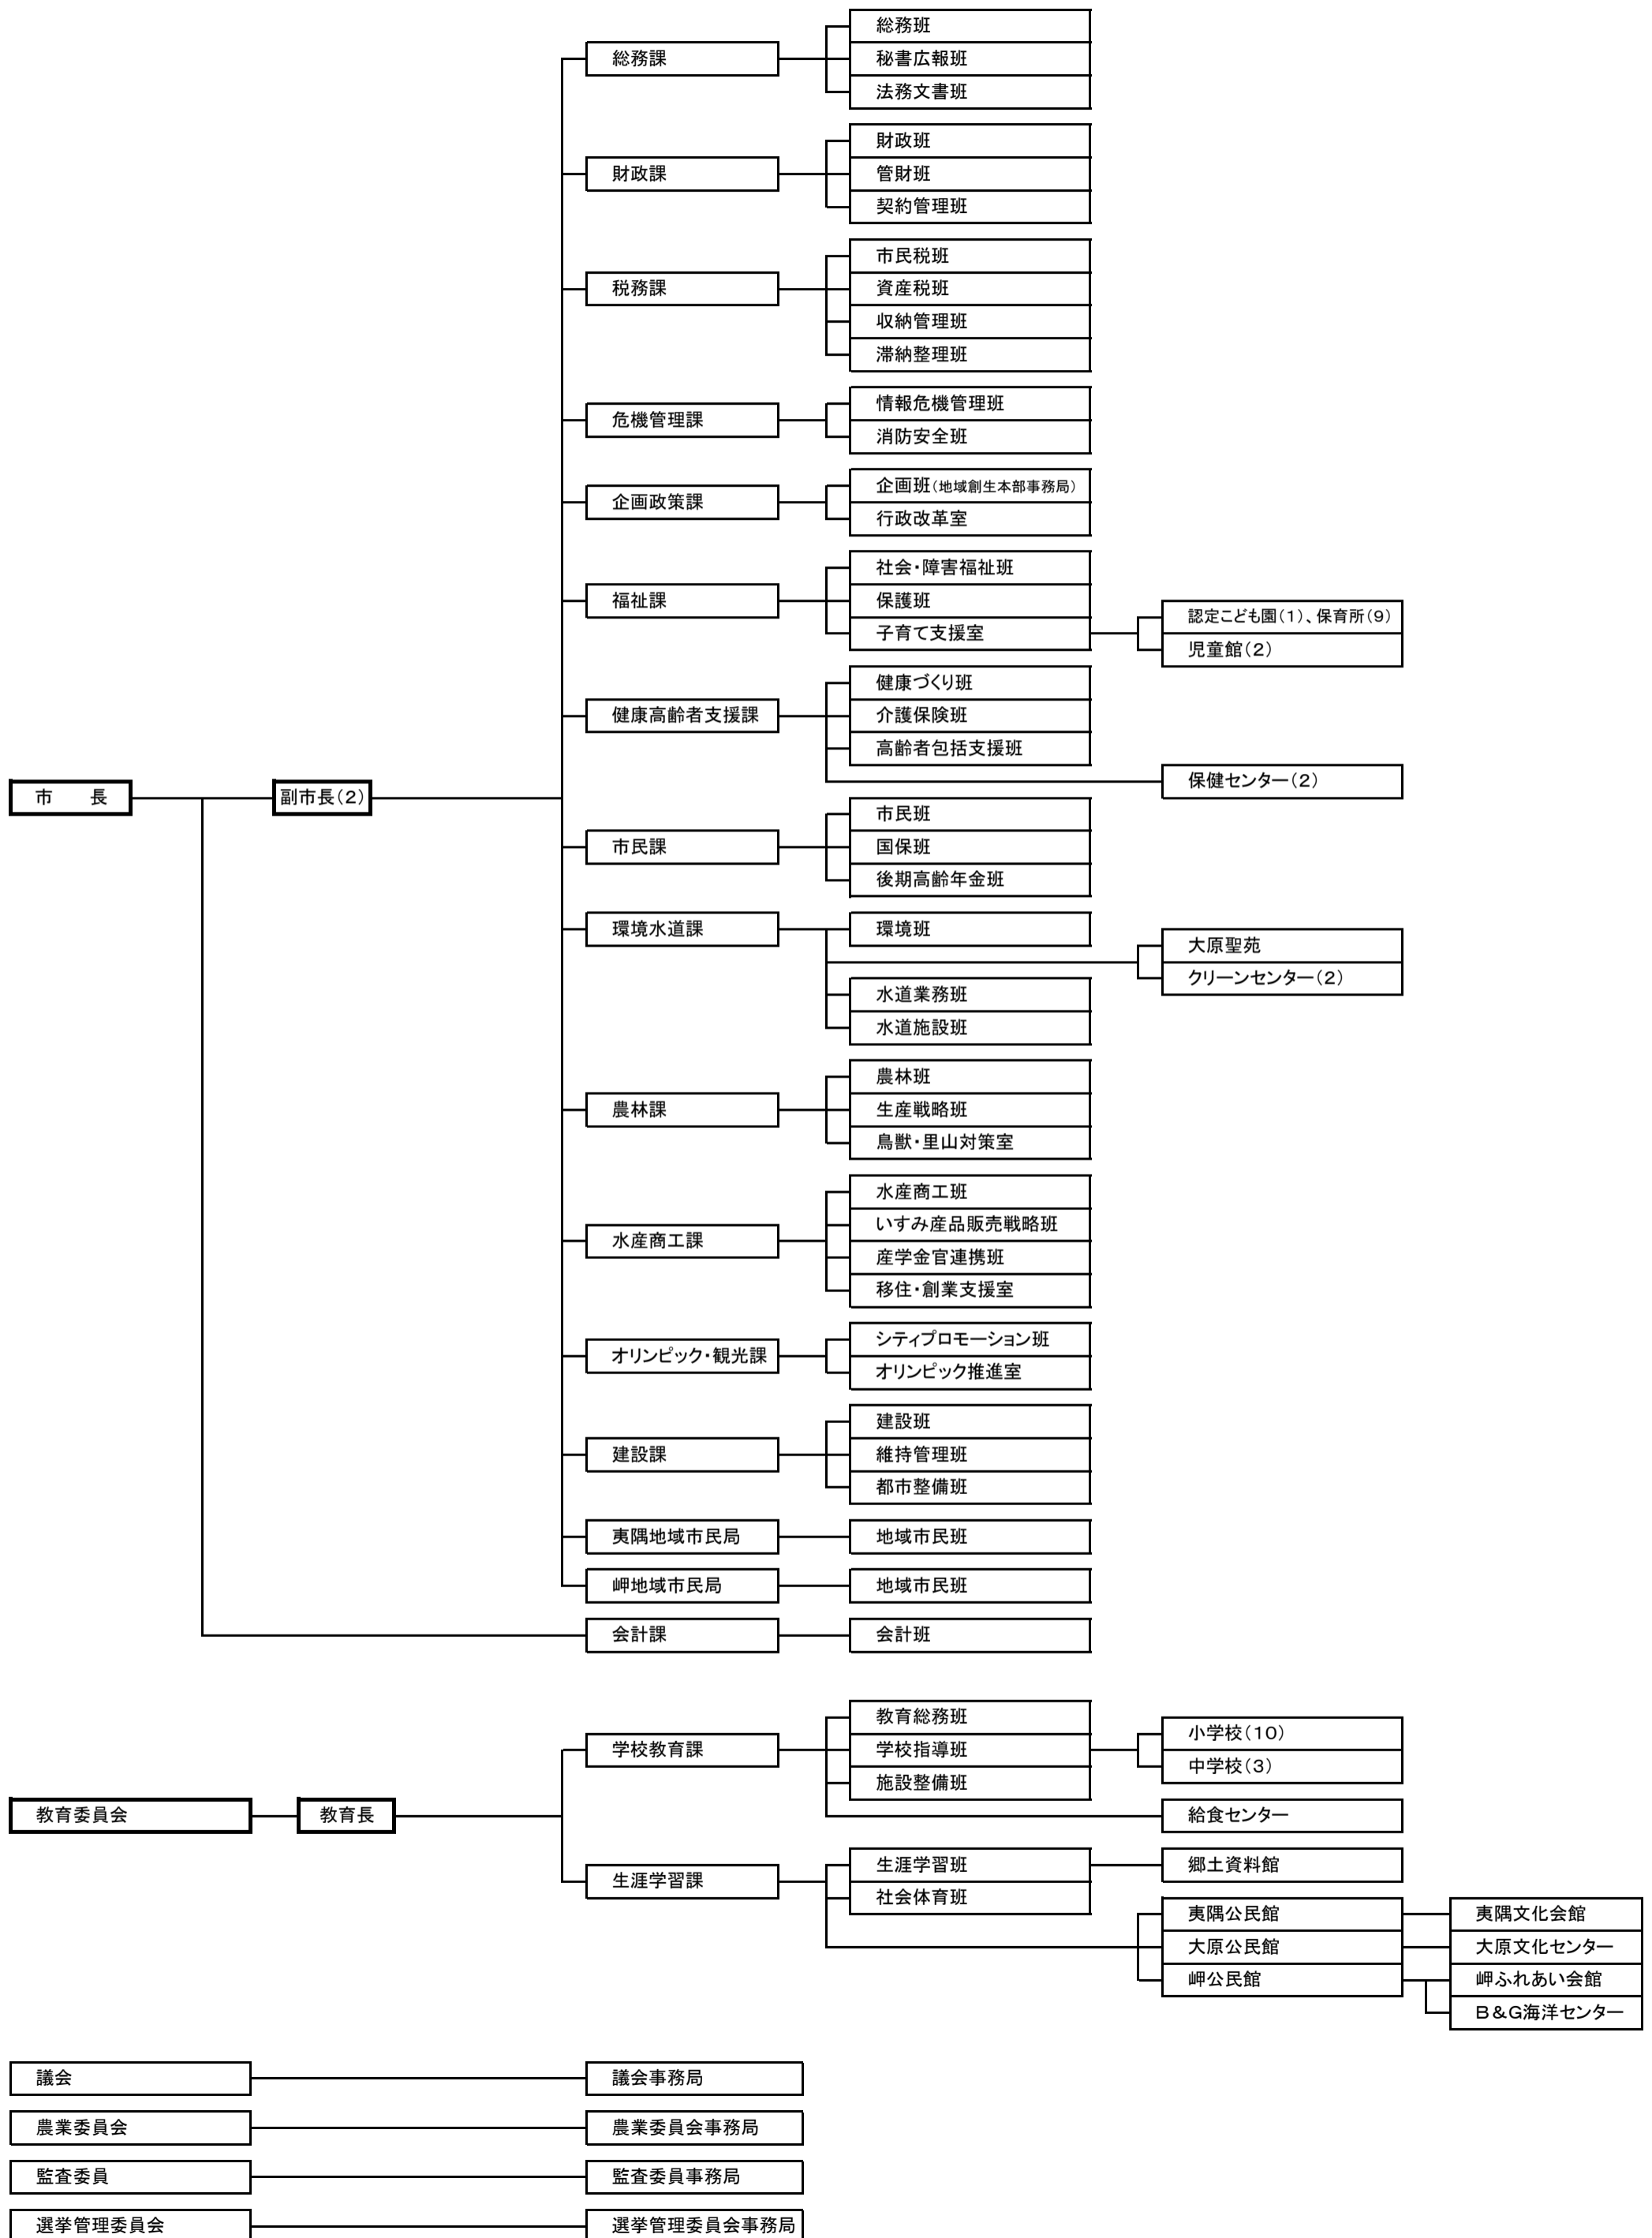 総務班
総務課
秘書広報班
法務文書班
財政班
財政課
管財班
契約管理班
市民税班
税務課
資産税班
収納管理班
滞納整理班
情報危機管理班
危機管理課
消防安全班
企画班(地域創生本部事務局)
企画政策課
行政改革室
社会・障害福祉班
福祉課
保護班
認定こども園(1)、保育所(9)
子育て支援室
児童館(2)
健康づくり班
健康高齢者支援課
介護保険班
高齢者包括支援班
保健センター(2)
市　長
副市長(2)
市民班
市民課
国保班
後期高齢年金班
環境水道課
環境班
大原聖苑
クリーンセンター(2)
水道業務班
水道施設班
農林班
農林課
生産戦略班
鳥獣・里山対策室
水産商工班
いすみ産品販売戦略班
水産商工課
産学金官連携班
移住・創業支援室
シティプロモーション班
オリンピック・観光課
オリンピック推進室
建設班
建設課
維持管理班
都市整備班
夷隅地域市民局
地域市民班
岬地域市民局
地域市民班
会計課
会計班
教育総務班
小学校(10)
学校教育課
学校指導班
中学校(3)
施設整備班
教育委員会
教育長
給食センター
生涯学習班
郷土資料館
生涯学習課
社会体育班
夷隅公民館
夷隅文化会館
大原公民館
大原文化センター
岬公民館
岬ふれあい会館
B&G海洋センター
議会
議会事務局
農業委員会
農業委員会事務局
監査委員
監査委員事務局
選挙管理委員会
選挙管理委員会事務局